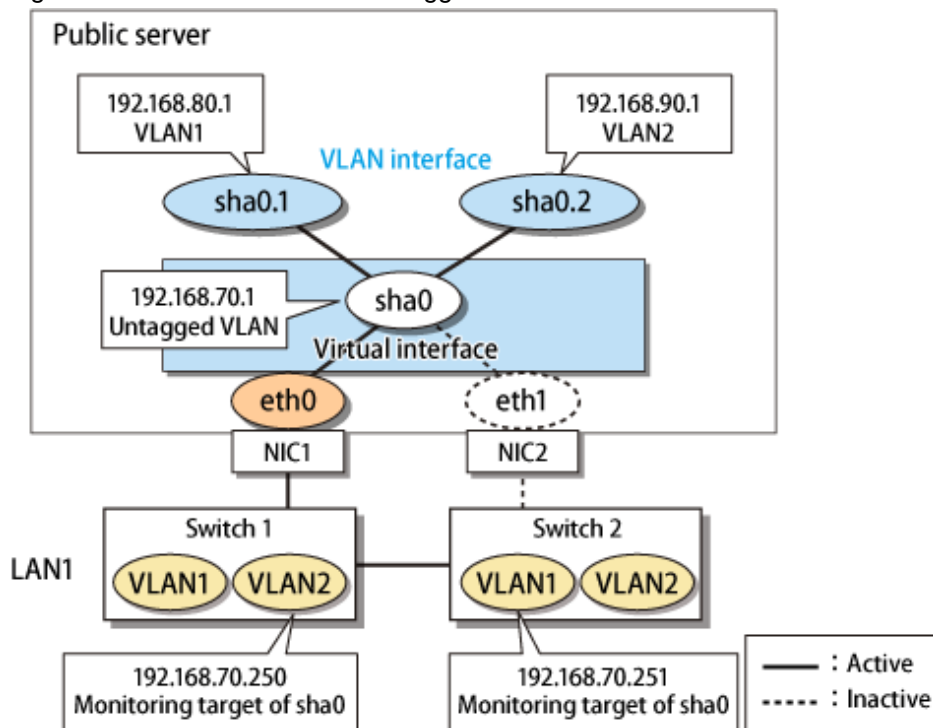 Public server
192.168.80.1
VLAN1
192.168.90.1
VLAN2
VLAN interface
sha0.1
sha0.2
192.168.70.1
Untagged VLAN
sha0
Virtual interface
eth0
eth1
NIC1
NIC2
LAN1
Switch 1
VLAN1
VLAN2
Switch 2
VLAN1
VLAN2
192.168.70.250
Monitoring target of sha0
192.168.70.251
Monitoring target of sha0
: Active
: Inactive